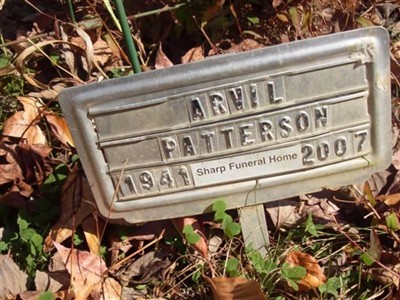 ARVIL
PATTERSON
1941 Sharp Funeral Home 2007